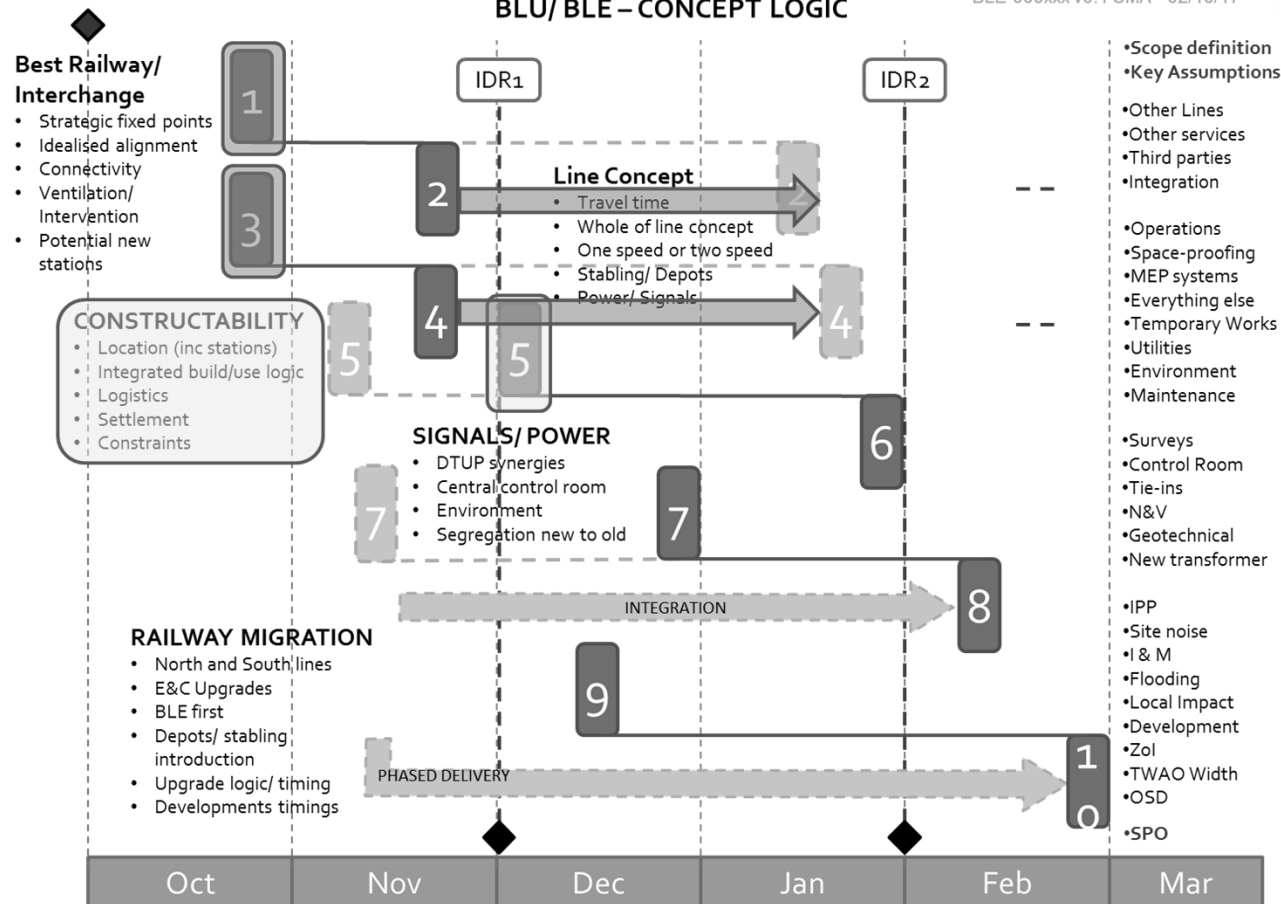 BLU/ BLE – CONCEPT LOGIC
Best Railway/
Interchange
• Strategic fixed points
• Idealised alignment
• Connectivity
• Ventilation/
Intervention
• Potential new
stations
1
3
IDR1
IDR2
2
2
Line Concept
• Travel time
• Whole of line concept
• One speed or two speed
• Stabling/ Depots
• Power/ Signals
4
4
CONSTRUCTABILITY
• Location (inc stations)
• Integrated build/use logic
• Logistics
• Settlement
• Constraints
5
5
6
SIGNALS/ POWER
• DTUP synergies
• Central control room
• Environment
• Segregation new to old
7
7
INTEGRATION
8
RAILWAY MIGRATION
• North and South lines
• E&C Upgrades
• BLE first
• Depots/ stabling
introduction
• Upgrade logic/ timing
• Developments timings
9
PHASED DELIVERY
1
0
•Scope definition
•Key Assumptions
•Other Lines
•Other services
•Third parties
•Integration
•Operations
•Space-proofing
•MEP systems
•Everything else
•Temporary Works
•Utilities
•Environment
•Maintenance
•Surveys
•Control Room
•Tie-ins
•N&V
•Geotechnical
•New transformer
•IPP
•Site noise
•I & M
•Flooding
•Local Impact
•Development
•ZoI
•TWAO Width
•OSD
•SPO
Oct
Nov
Dec
Jan
Feb
Mar